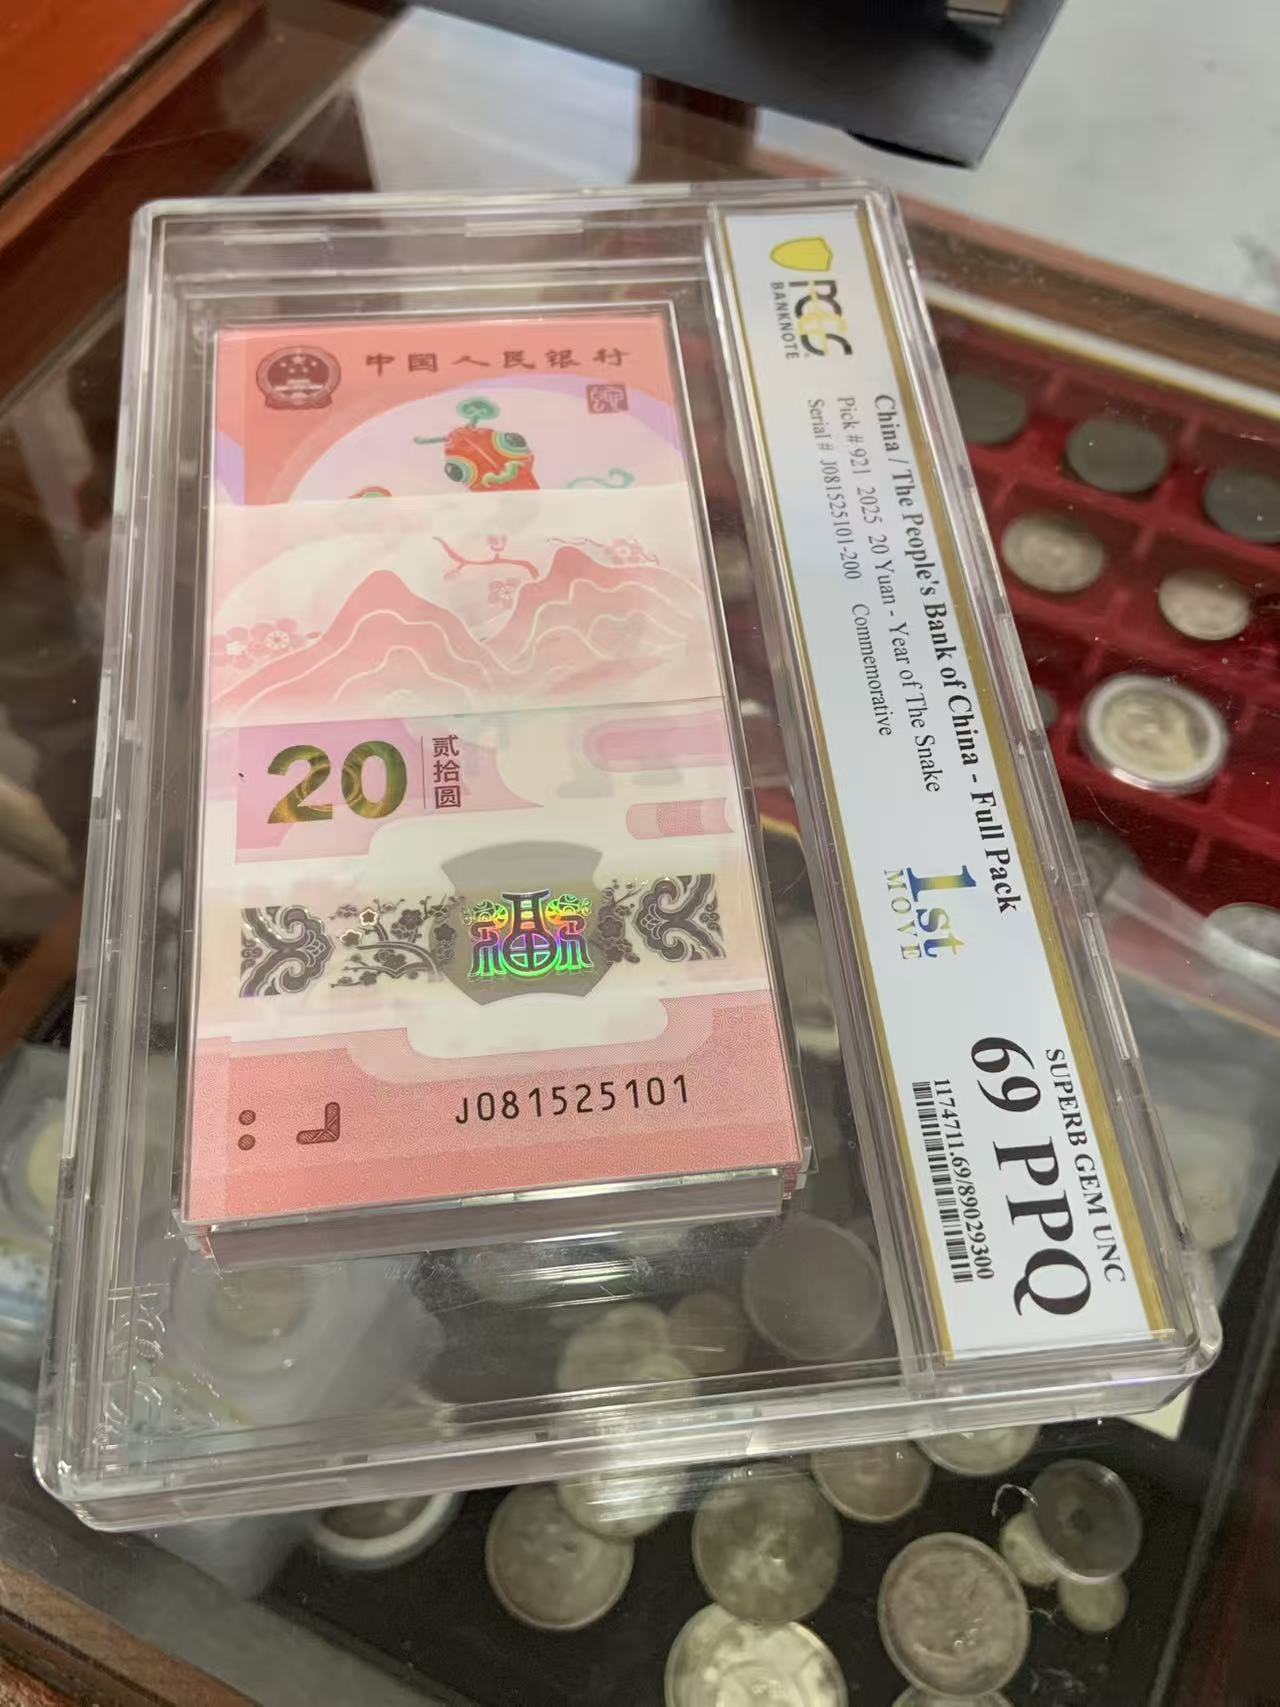 中国人民银行
20
贰拾圆
J081525101
PCGS
BANKNOTE
China / The People's Bank of China - Full Pack
Pick # 921 2025 20 Yuan - Year of The Snake
Serial # J081525101-200 Commemorative
1st
MOVE
SUPERB GEM UNC
69 PPQ
1174711.69/89029300